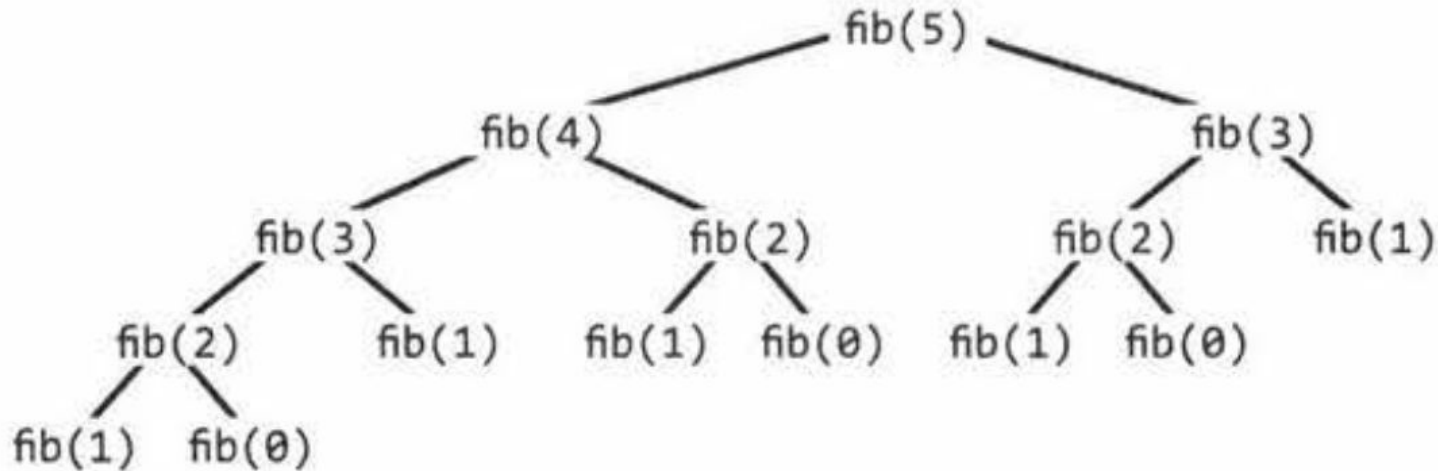 fib(5)
fib(4) fib(3)
fib(3) fib(2) fib(2) fib(1)
fib(2) fib(1) fib(1) fib(0) fib(1) fib(0)
fib(1) fib(0)